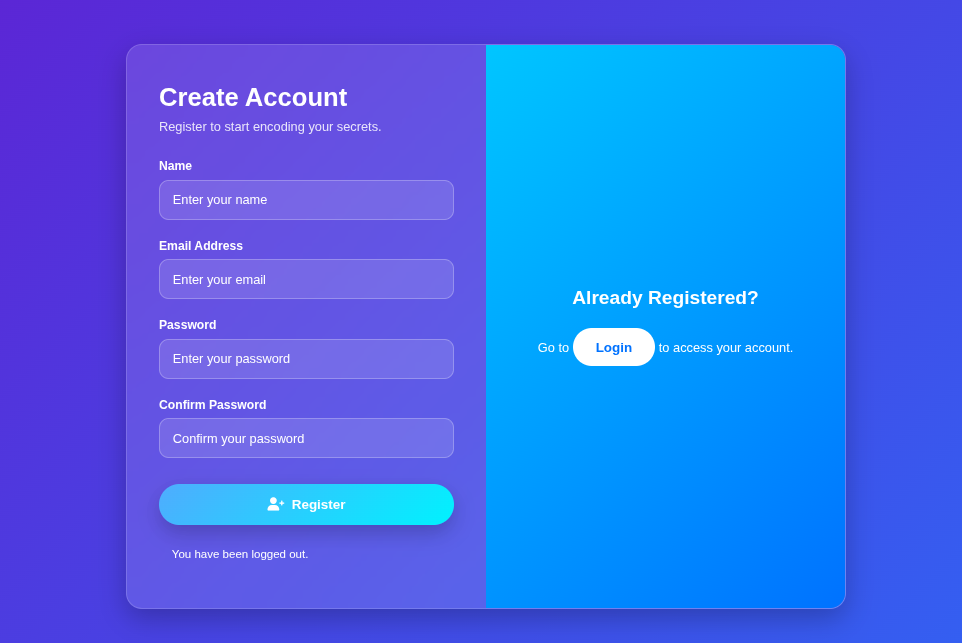 Create Account
Register to start encoding your secrets.
Name
Enter your name
Email Address
Enter your email
Password
Enter your password
Confirm Password
Confirm your password
Register
You have been logged out.
Already Registered?
Go to Login to access your account.